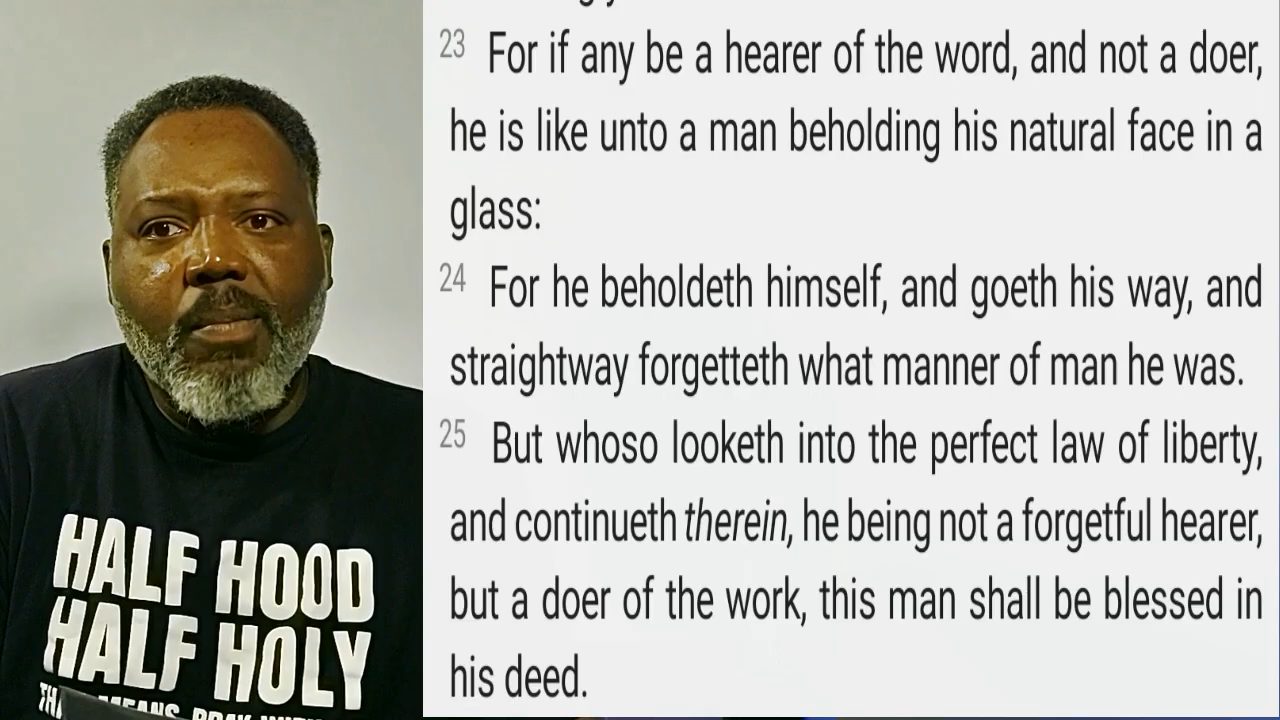 HALF HOOD
HALF HOLY
MEANS PRAY
23 For if any be a hearer of the word, and not a doer,
he is like unto a man beholding his natural face in a
glass:
24 For he beholdeth himself, and goeth his way, and
straightway forgetteth what manner of man he was.
25 But whoso looketh into the perfect law of liberty,
and continueth therein, he being not a forgetful hearer,
but a doer of the work, this man shall be blessed in
his deed.